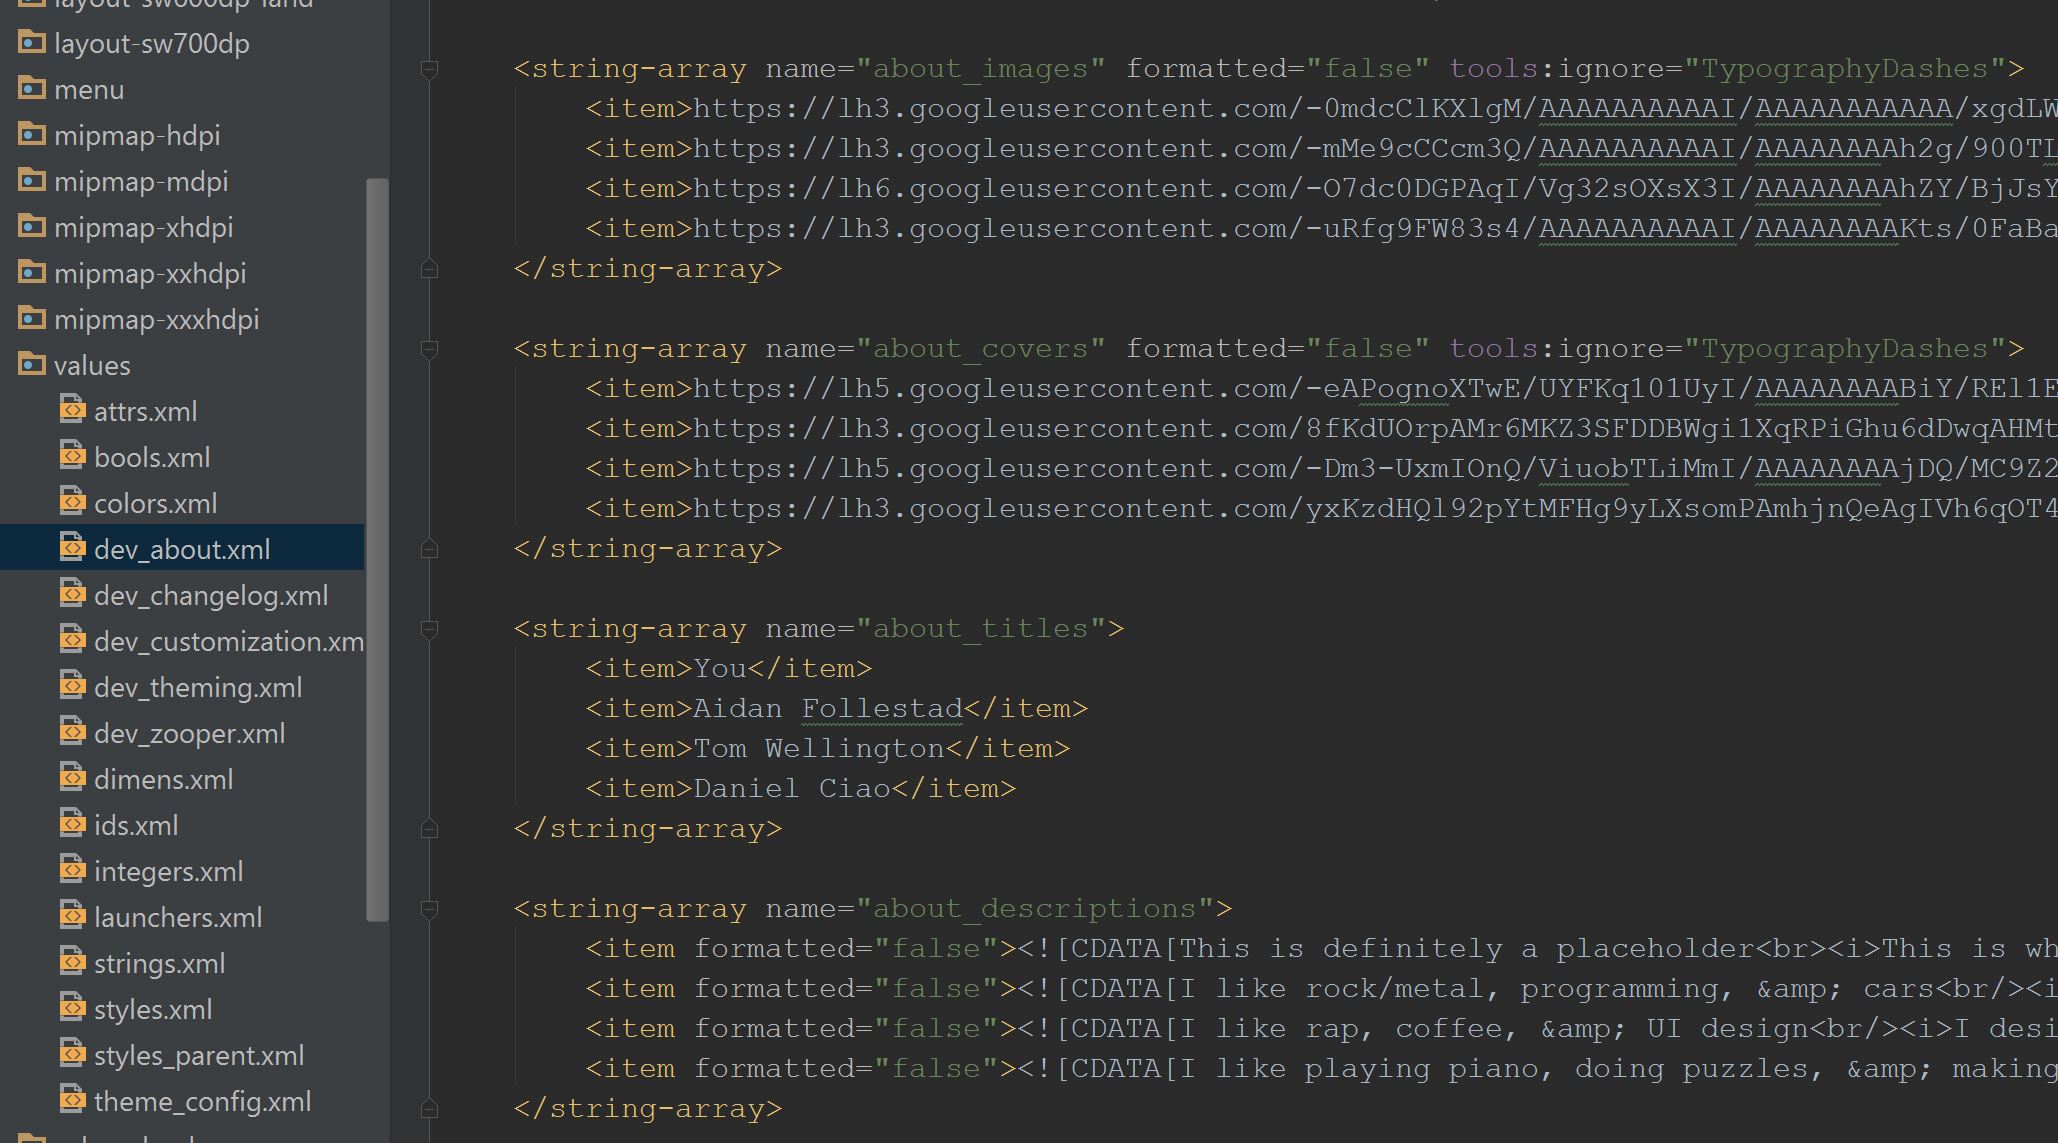 layout-sw600dp-land
layout-sw700dp
menu
mipmap-hdpi
mipmap-mdpi
mipmap-xhdpi
mipmap-xxhdpi
mipmap-xxxhdpi
values
attrs.xml
bools.xml
colors.xml
dev_about.xml
dev_changelog.xml
dev_customization.xm
dev_theming.xml
dev_zooper.xml
dimens.xml
ids.xml
integers.xml
launchers.xml
strings.xml
styles.xml
styles_parent.xml
theme_config.xml
<string-array name="about_images" formatted="false" tools:ignore="TypographyDashes">
<item>https://lh3.googleusercontent.com/-0mdcClKXlgM/AAAAAAAAAAI/AAAAAAAAAAA/xgdLW
<item>https://lh3.googleusercontent.com/-mMe9cCCcm3Q/AAAAAAAAAAI/AAAAAAAAh2g/900TL
<item>https://lh6.googleusercontent.com/-O7dc0DGPAqI/Vg32sOXsX3I/AAAAAAAAhZY/BjJsY
<item>https://lh3.googleusercontent.com/-uRfg9FW83s4/AAAAAAAAAAI/AAAAAAAAKts/0FaBa
</string-array>
<string-array name="about_covers" formatted="false" tools:ignore="TypographyDashes">
<item>https://lh5.googleusercontent.com/-eAPognoXTwE/UYFKq101UyI/AAAAAAAABiY/REl1E
<item>https://lh3.googleusercontent.com/8fKdUOrpAMr6MKZ3SFDDBWgi1XqRPiGhu6dDwqAHMt
<item>https://lh5.googleusercontent.com/-Dm3-UxmIOnQ/ViuobTLiMmI/AAAAAAAAjDQ/MC9Z2
<item>https://lh3.googleusercontent.com/yxKzdHQl92pYtMFHg9yLXsomPAmhjnQeAgIVh6qOT4
</string-array>
<string-array name="about_titles">
<item>You</item>
<item>Aidan Follestad</item>
<item>Tom Wellington</item>
<item>Daniel Ciao</item>
</string-array>
<string-array name="about_descriptions">
<item formatted="false"><![CDATA[This is definitely a placeholder<br><i>This is wh
<item formatted="false"><![CDATA[I like rock/metal, programming, &amp; cars<br/><i
<item formatted="false"><![CDATA[I like rap, coffee, &amp; UI design<br/><i>I desi
<item formatted="false"><![CDATA[I like playing piano, doing puzzles, &amp; making
</string-array>